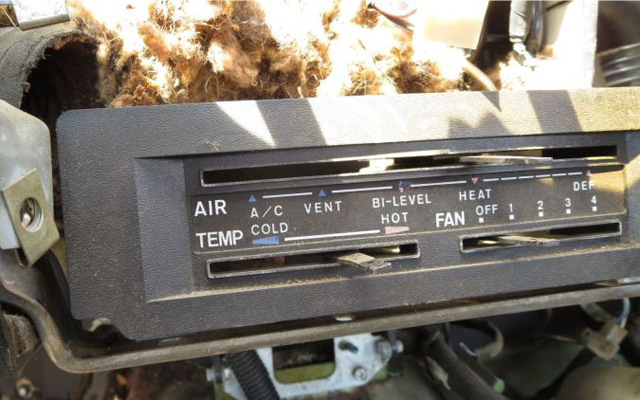 AIR A/C VENT BI-LEVEL HEAT DEF
TEMP COLD HOT FAN OFF 1 2 3 4